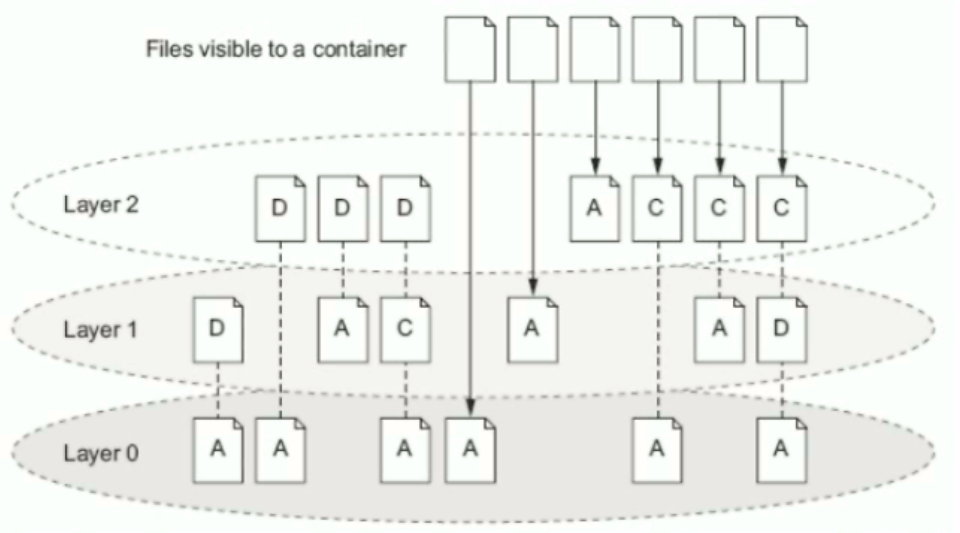 Files visible to a container
Layer 2 D D D A C C C
Layer 1 D A C A A D
Layer 0 A A A A A A